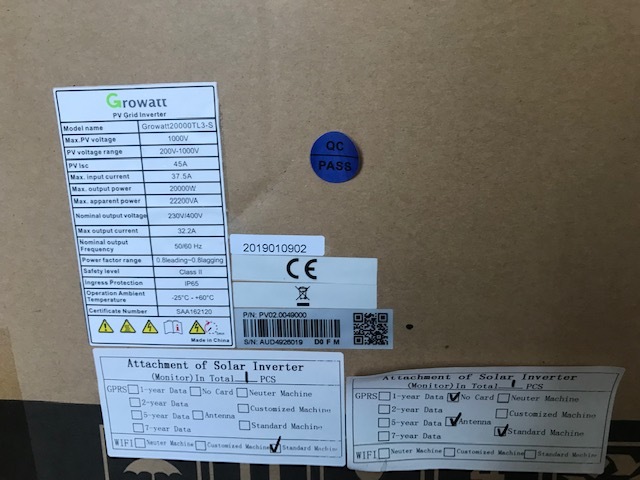 Growatt
PV Grid Inverter
Model name Growatt20000TL3-S
Max.PV voltage 1000V
PV voltage range 200V-1000V
PV Isc 45A
Max. input current 37.5A
Max. output power 20000W
Max. apparent power 22200VA
Nominal output voltage 230V/400V
Max output current 32.2A
Nominal output Frequency 50/60 Hz
Power factor range 0.8leading~0.8lagging
Safety level Class II
Ingress Protection IP65
Operation Ambient Temperature -25°C - +60°C
Certificate Number SAA162120
Made in China
QC
PASS
2019010902
CE
P/N: PV02.0049000
S/N: AUD4926019 D0 F M
Attachment of Solar Inverter
(Monitor)In Total 1 PCS
GPRS 1-year Data No Card Neuter Machine
2-year Data Customized Machine
5-year Data Antenna
7-year Data Standard Machine
WIFI Neuter Machine Customized Machine Standard Machine
Attachment of Solar Inverter
(Monitor)In Total 1 PCS
GPRS 1-year Data No Card Neuter Machine
2-year Data Customized Machine
5-year Data Antenna
7-year Data Standard Machine
WIFI Neuter Machine Customized Machine Standard Machine